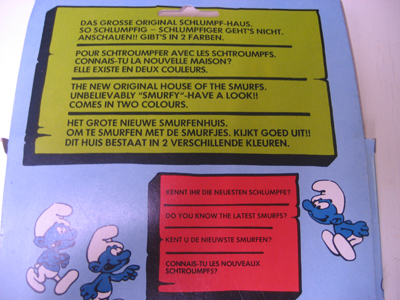 DAS GROSSE ORIGINAL SCHLUMPF-HAUS.
SO SCHLUMPFIG – SCHLUMPFIGER GEHT'S NICHT.
ANSCHAUEN!! GIBT'S IN 2 FARBEN.
POUR SCHTROUMPFER AVEC LES SCHTROUMPFS.
CONNAIS-TU LA NOUVELLE MAISON?
ELLE EXISTE EN DEUX COULEURS.
THE NEW ORIGINAL HOUSE OF THE SMURFS.
UNBELIEVABLY "SMURFY"-HAVE A LOOK!!
COMES IN TWO COLOURS.
HET GROTE NIEUWE SMURFENHUIS.
OM TE SMURFEN MET DE SMURFJES. KIJKT GOED UIT!!
DIT HUIS BESTAAT IN 2 VERSCHILLENDE KLEUREN.
KENNT IHR DIE NEUESTEN SCHLUMPFE?
DO YOU KNOW THE LATEST SMURFS?
KENT U DE NIEUWSTE SMURFEN?
CONNAIS-TU LES NOUVEAUX
SCHTROUMPFS?